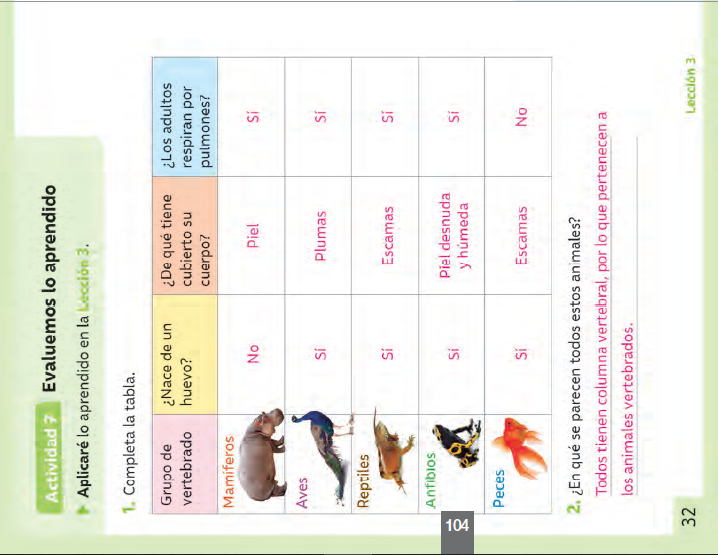 Actividad 7 Evaluemos lo aprendido
Aplicaré lo aprendido en la Lección 3.
1. Completa la tabla.
Grupo de vertebrado
¿Nace de un huevo?
¿De qué tiene cubierto su cuerpo?
¿Los adultos respiran por pulmones?
Mamíferos
No
Piel
Sí
Aves
Sí
Plumas
Sí
Reptiles
Sí
Escamas
Sí
Anfibios
Sí
Piel desnuda y húmeda
Sí
Peces
Sí
Escamas
No
2. ¿En qué se parecen todos estos animales?
Todos tienen columna vertebral, por lo que pertenecen a
los animales vertebrados.
32
Lección 3
104